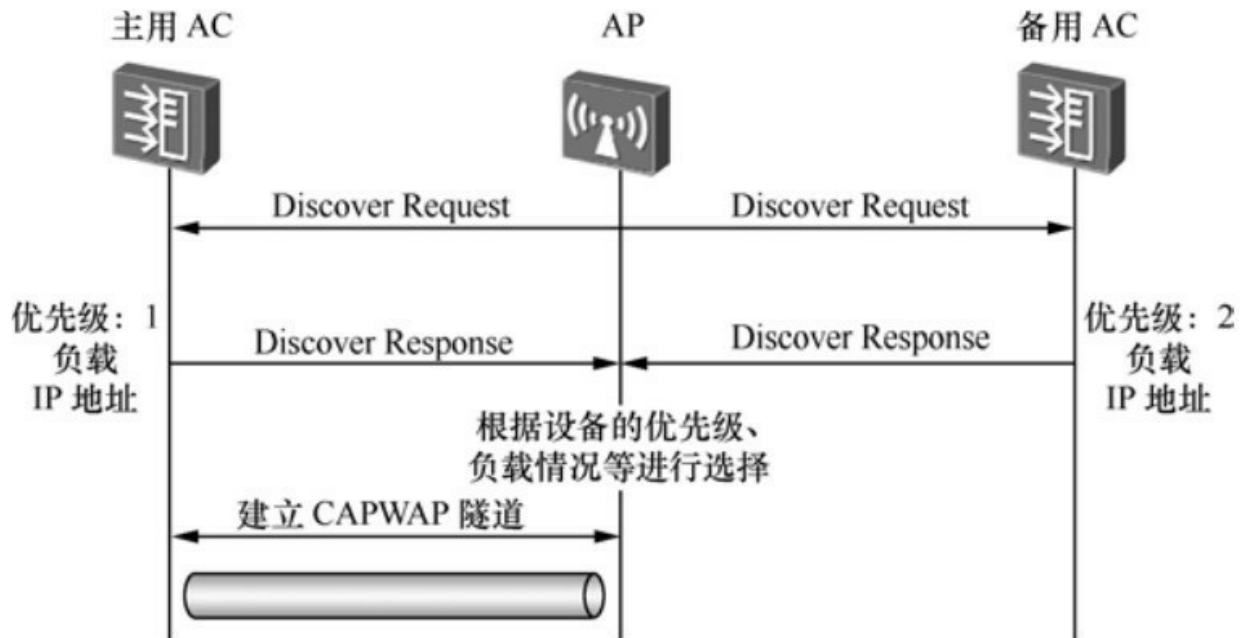 主用 AC
AP
备用 AC
Discover Request
Discover Request
优先级：1
负载
IP 地址
Discover Response
Discover Response
优先级：2
负载
IP 地址
根据设备的优先级、
负载情况等进行选择
建立 CAPWAP 隧道